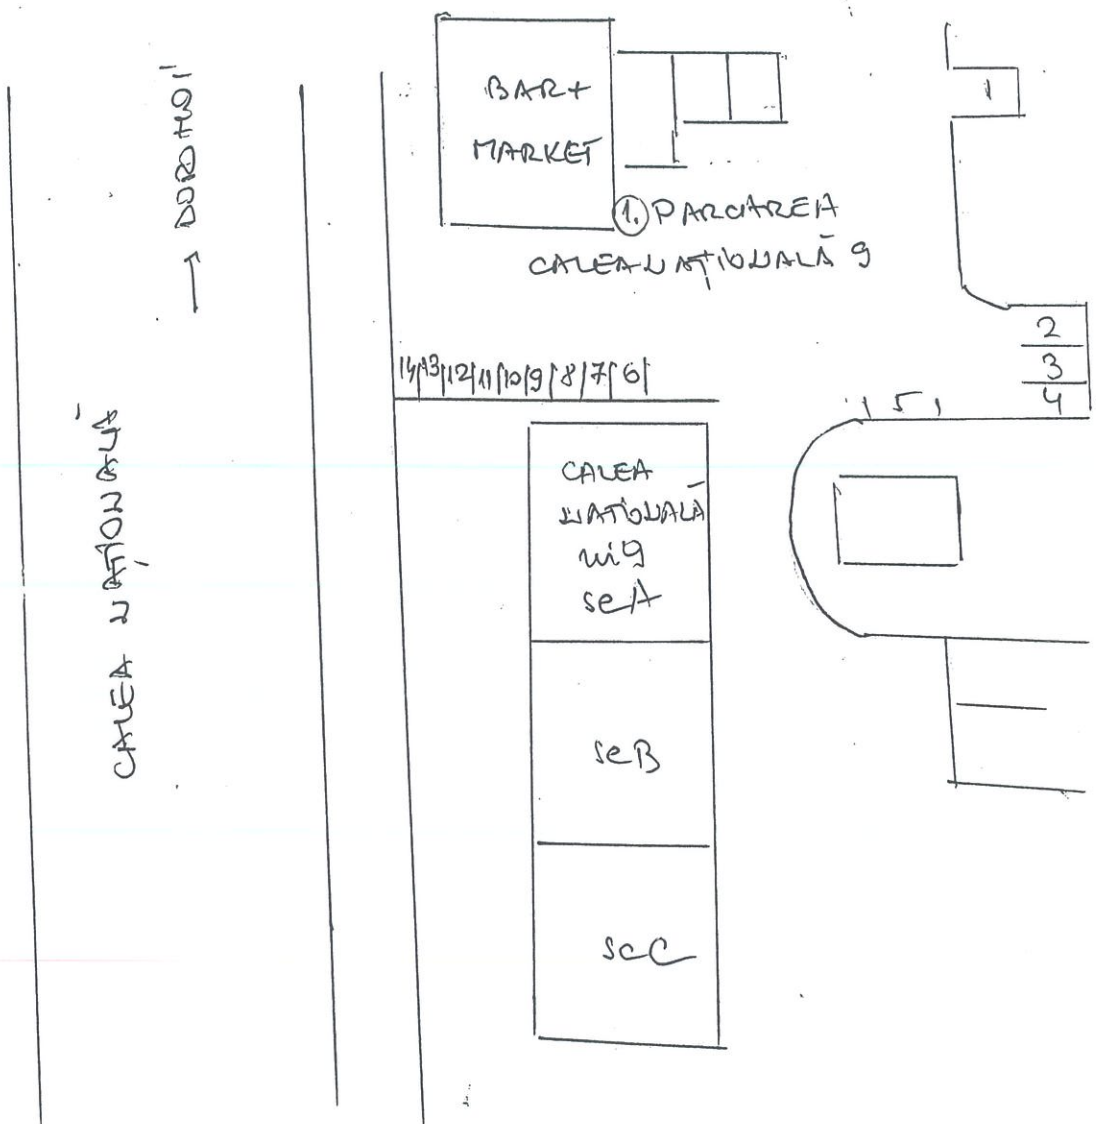 → DOROHOI
CALEA NAȚIONALĂ
BAR+
MARKET
1. PARCAREA
CALEA NAȚIONALĂ 9
1
2
3
4
5
14 13 12 11 10 9 8 7 6
CALEA
NAȚIONALĂ
nr 9
sc A
sc B
sc C